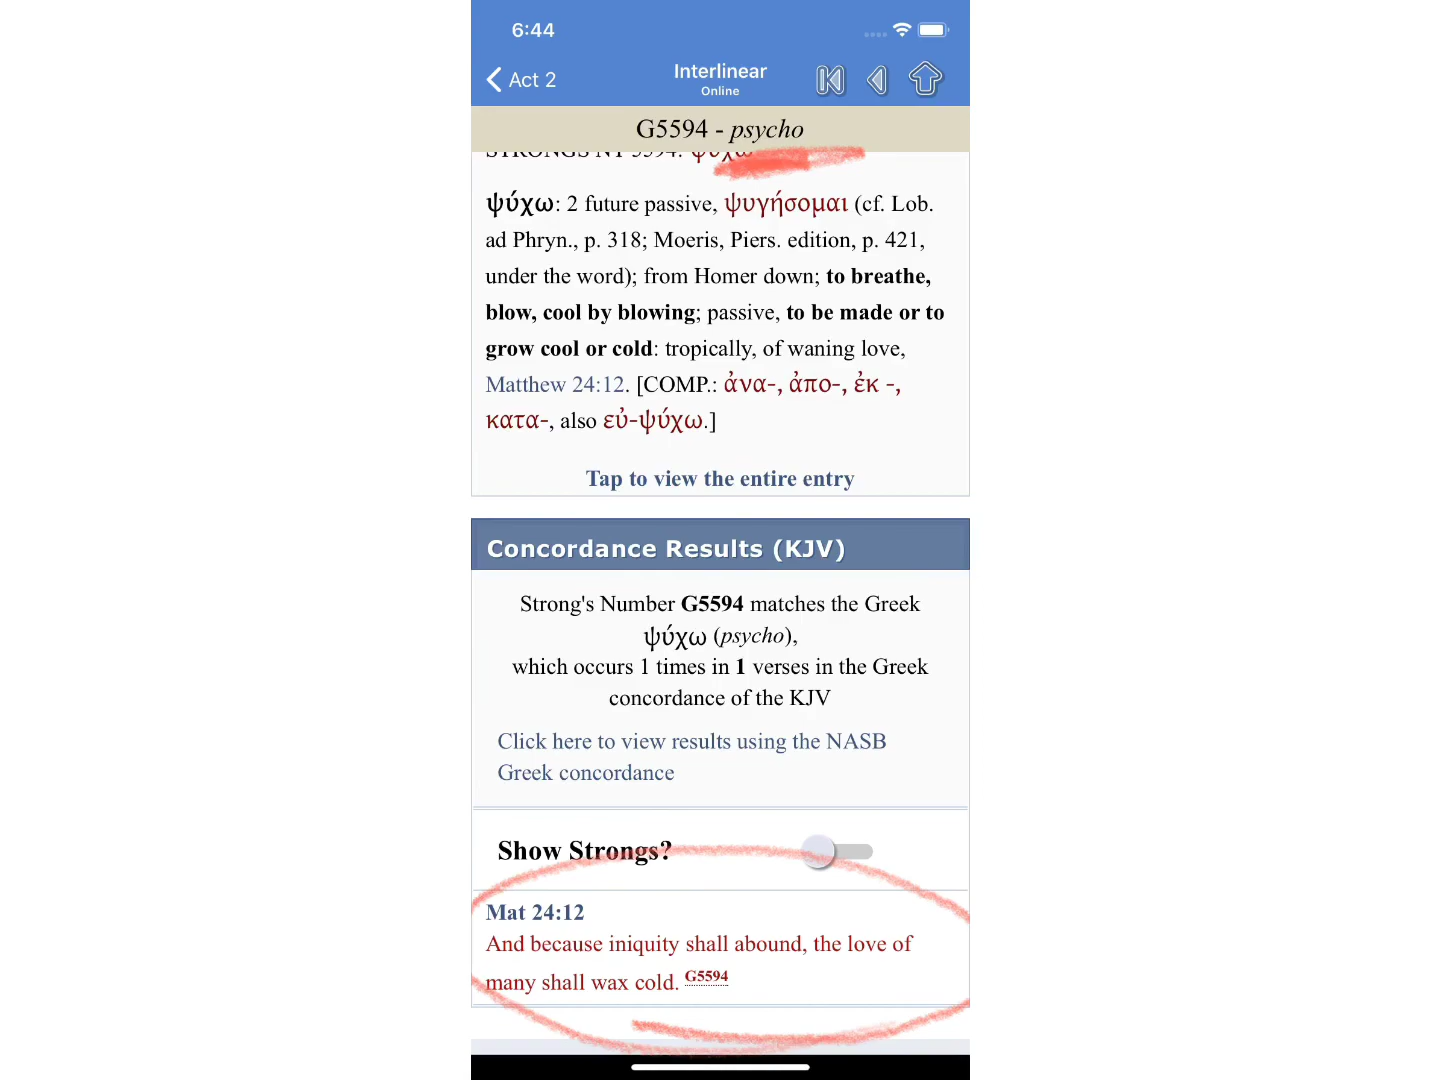 6:44
Act 2
Interlinear
Online
G5594 - psycho
STRONGS NT 5594: ψύχω
ψύχω: 2 future passive, ψυγήσομαι (cf. Lob.
ad Phryn., p. 318; Moeris, Piers. edition, p. 421,
under the word); from Homer down; to breathe,
blow, cool by blowing; passive, to be made or to
grow cool or cold: tropically, of waning love,
Matthew 24:12. [COMP.: ἀνα-, ἀπο-, ἐκ -,
κατα-, also εὐ-ψύχω.]
Tap to view the entire entry
Concordance Results (KJV)
Strong's Number G5594 matches the Greek
ψύχω (psycho),
which occurs 1 times in 1 verses in the Greek
concordance of the KJV
Click here to view results using the NASB
Greek concordance
Show Strongs?
Mat 24:12
And because iniquity shall abound, the love of
many shall wax cold. G5594